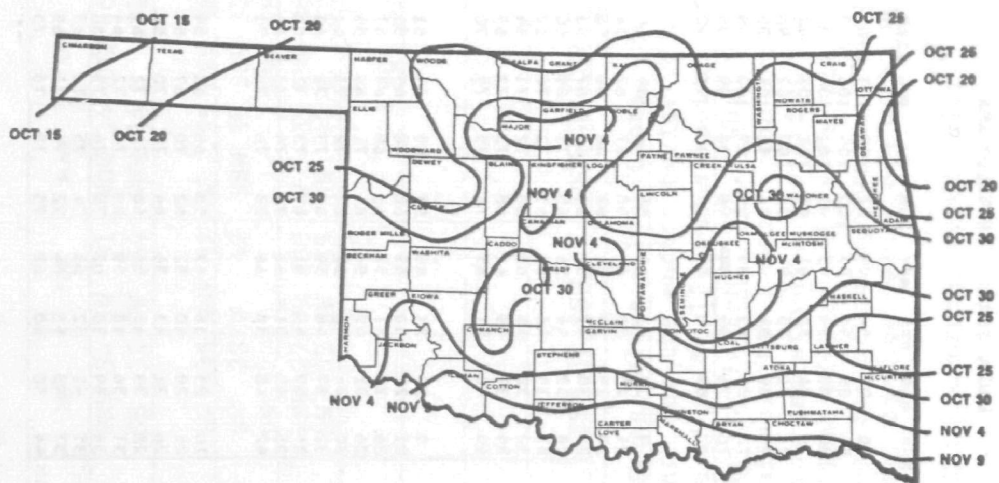 OCT 15
OCT 20
OCT 25
CIMARRON
TEXAS
BEAVER
HARPER
WOODS
ALFALFA
GRANT
KAY
OSAGE
CRAIG
OCT 25
OTTAWA
OCT 20
WASHINGTON
NOWATA
ROGERS
MAYES
DELAWARE
OCT 15
OCT 20
ELLIS
GARFIELD
NOBLE
MAJOR
NOV 4
PAYNE
PAWNEE
DEWEY
BLAINE
KINGFISHER
LOGAN
CREEK
TULSA
OCT 25
LINCOLN
OCT 30
WAGONER
CHEROKEE
OCT 20
OCT 30
CUSTER
NOV 4
CANADIAN
OKLAHOMA
ADAIR
OCT 25
ROGER MILLS
OKMULGEE
MUSKOGEE
SEQUOYAH
OCT 30
BECKHAM
WASHITA
CADDO
NOV 4
CLEVELAND
OKFUSKEE
McINTOSH
NOV 4
GRADY
HUGHES
GREER
KIOWA
OCT 30
POTTAWATOMIE
SEMINOLE
HASKELL
OCT 30
OCT 25
HARMON
JACKSON
COMANCHE
McCLAIN
GARVIN
PONTOTOC
COAL
PITTSBURG
LATIMER
STEPHENS
ATOKA
LEFLORE
OCT 25
TILLMAN
COTTON
MURRAY
McCURTAIN
NOV 4
OCT 30
JEFFERSON
JOHNSTON
PUSHMATAHA
CARTER
LOVE
MARSHALL
BRYAN
CHOCTAW
NOV 4
NOV 9